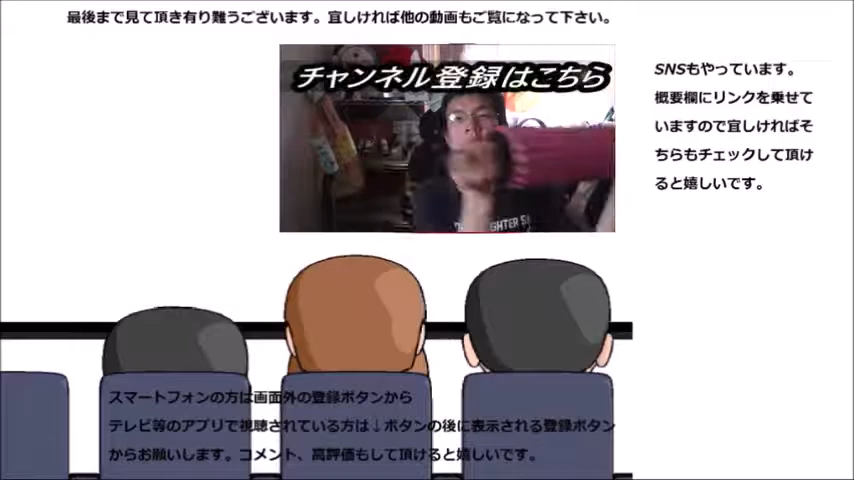 最後まで見て頂き有り難うございます。宜しければ他の動画もご覧になって下さい。
チャンネル登録はこちら
SNSもやっています。
概要欄にリンクを乗せて
いますので宜しければそ
ちらもチェックして頂け
ると嬉しいです。
スマートフォンの方は画面外の登録ボタンから
テレビ等のアプリで視聴されている方は↓ボタンの後に表示される登録ボタン
からお願いします。コメント、高評価もして頂けると嬉しいです。